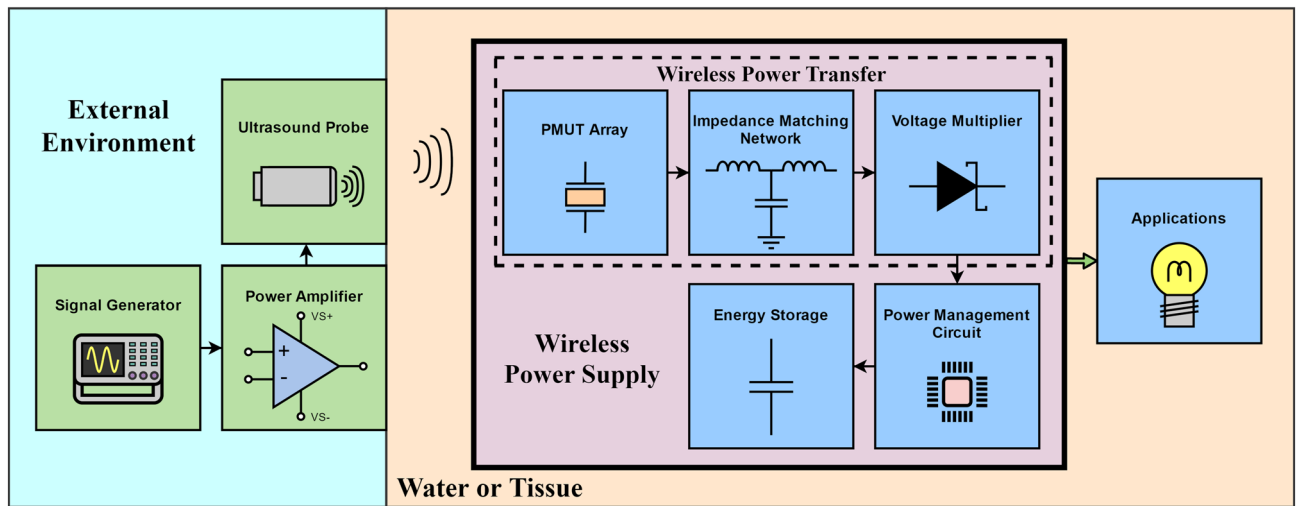 External
Environment
Ultrasound Probe
Signal Generator
Power Amplifier
VS+
+
-
VS-
Wireless Power Transfer
PMUT Array
Impedance Matching
Network
Voltage Multiplier
Energy Storage
Power Management
Circuit
Wireless
Power Supply
Applications
Water or Tissue